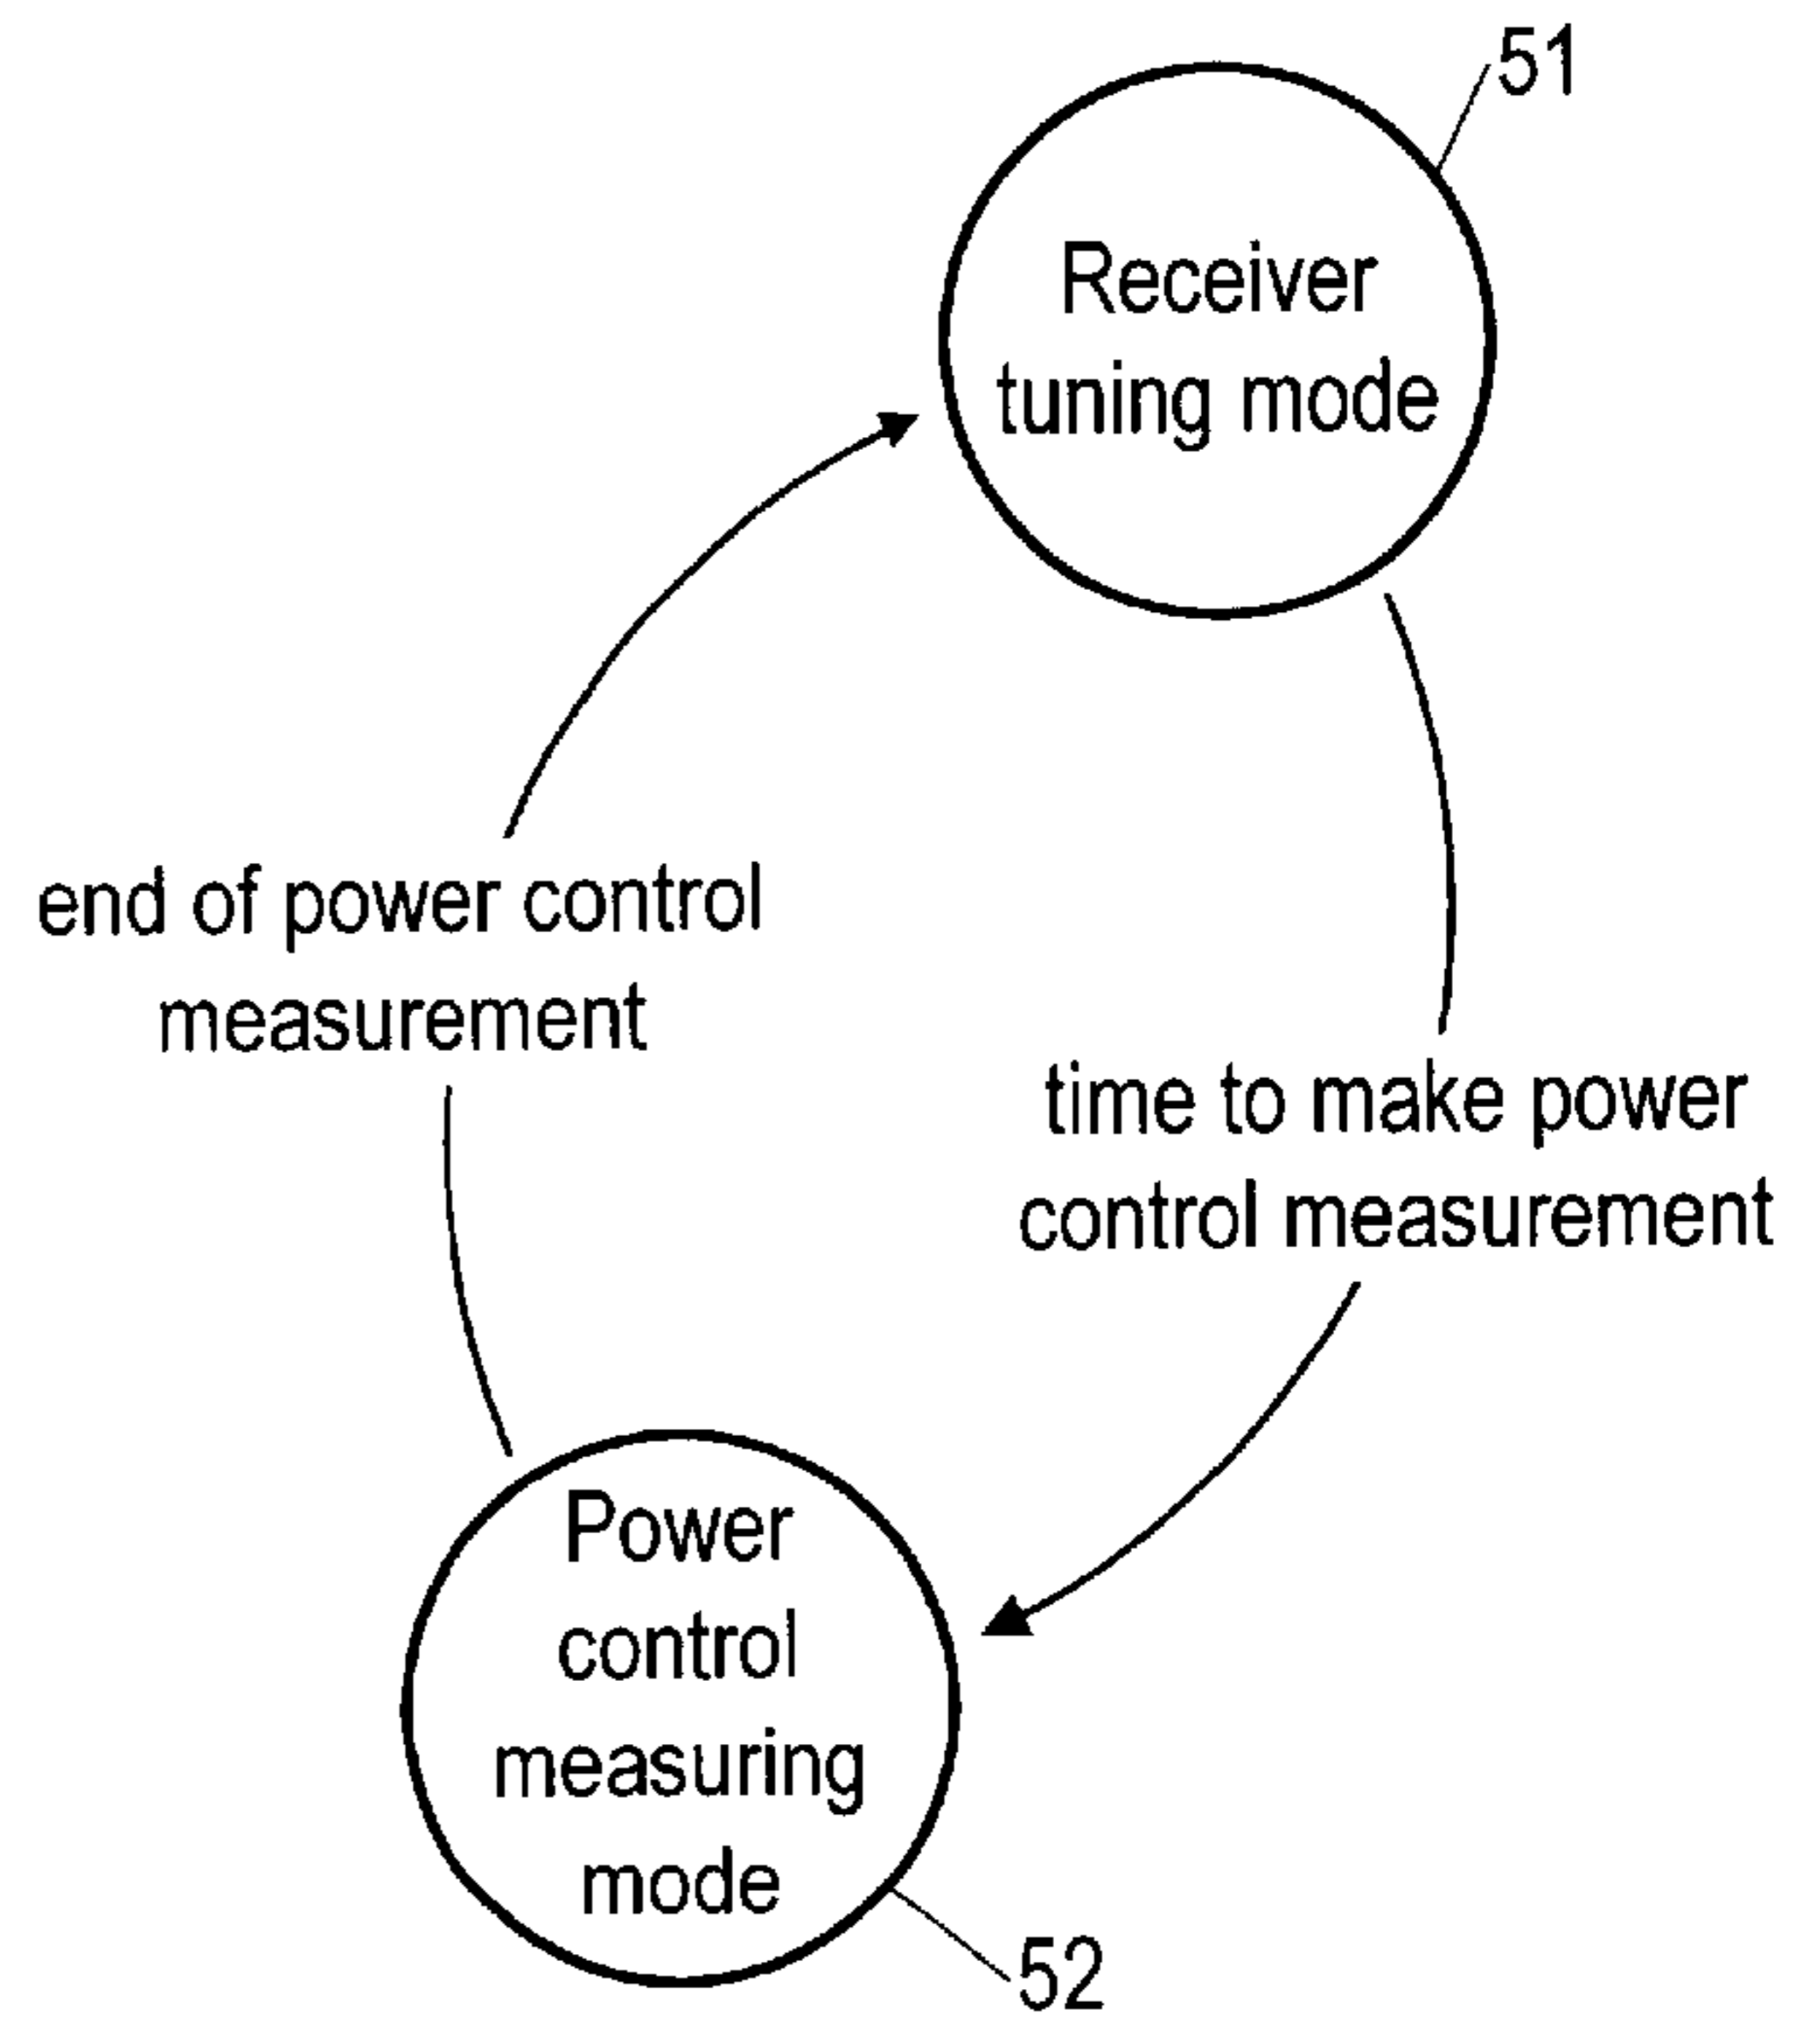 51
Receiver
tuning mode
end of power control
measurement
time to make power
control measurement
Power
control
measuring
mode
52